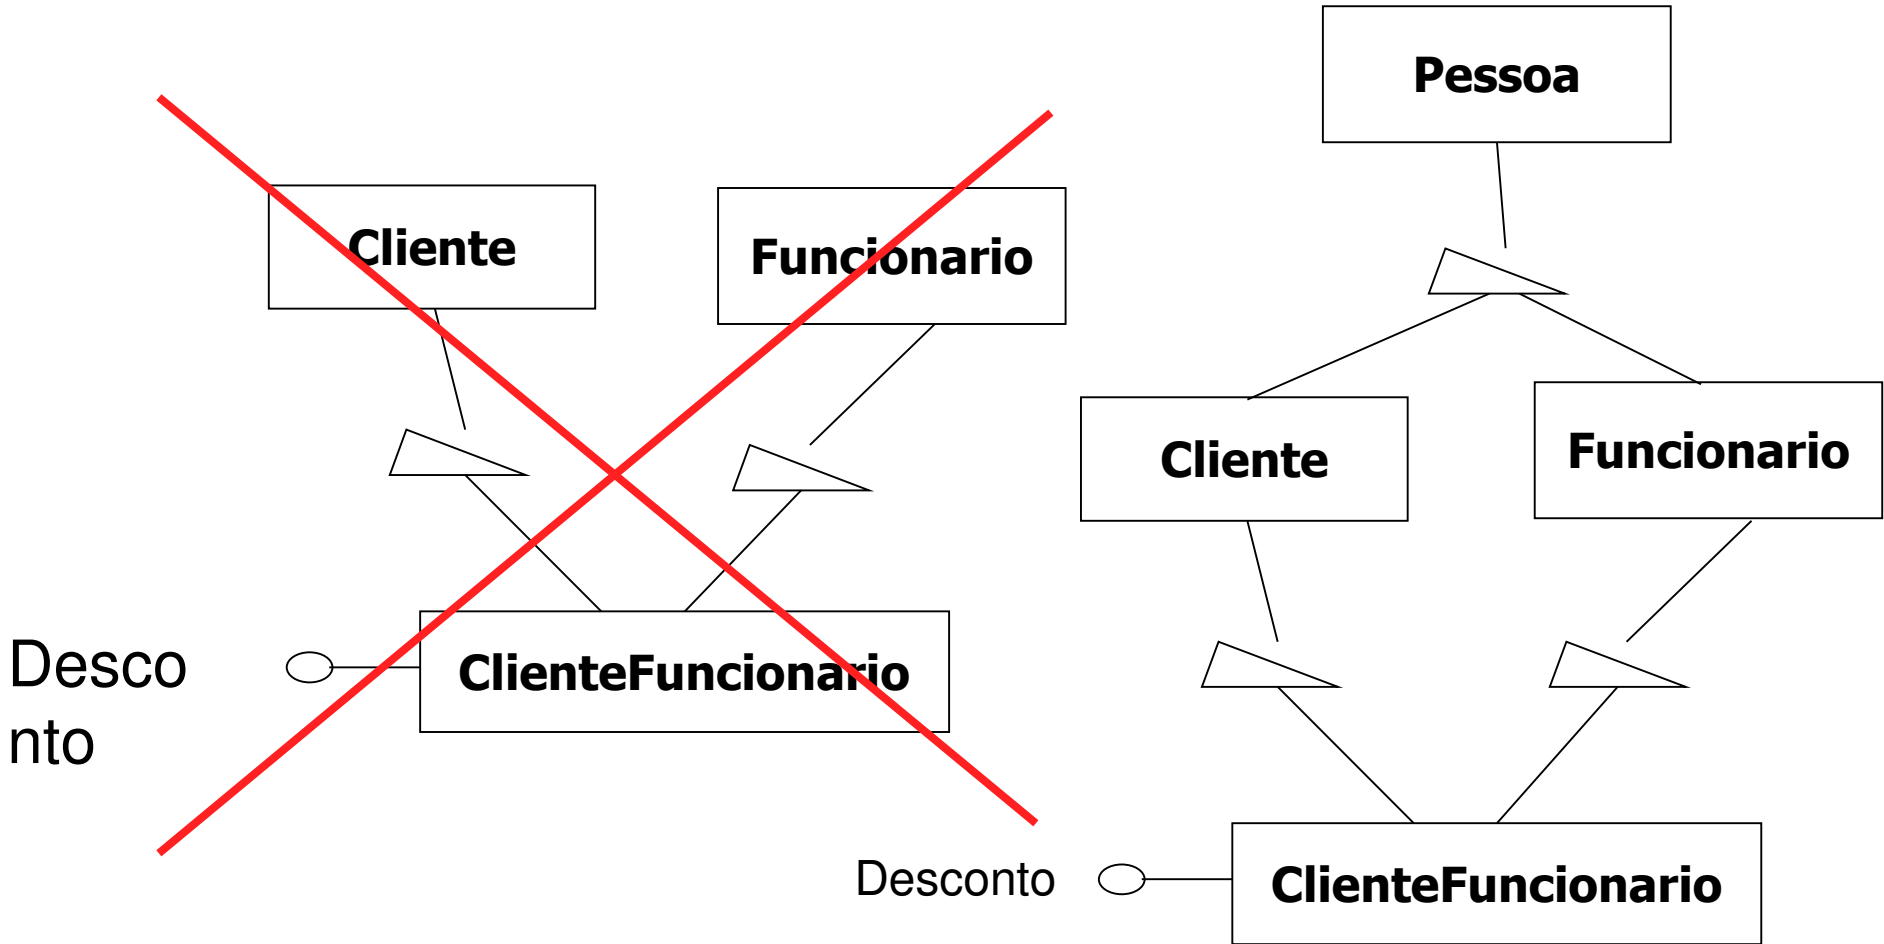 Cliente
Funcionario
ClienteFuncionario
Desco
nto
Pessoa
Cliente
Funcionario
Desconto
ClienteFuncionario